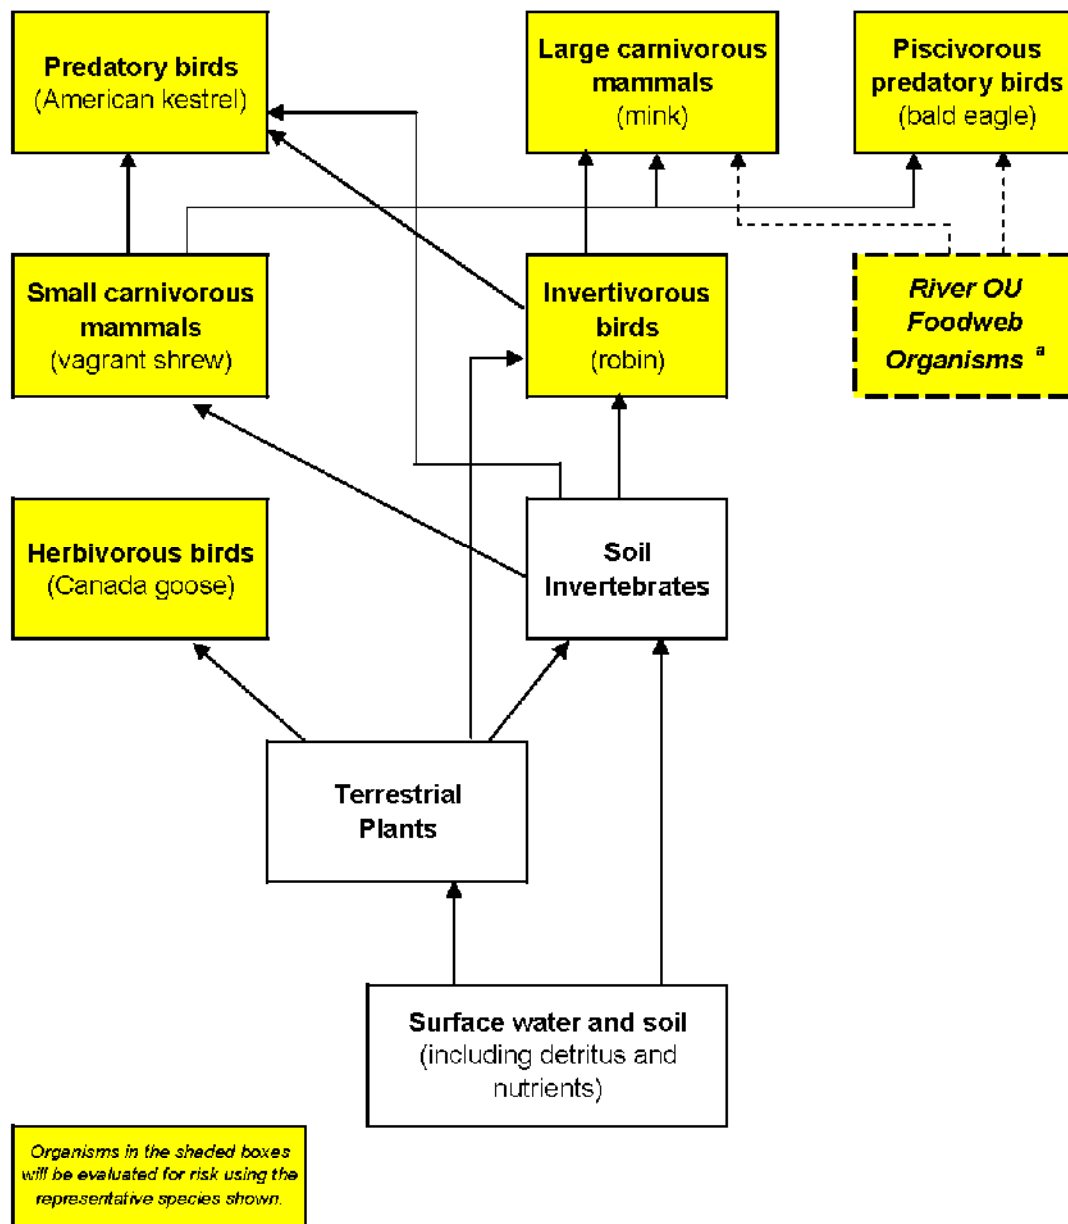 Predatory birds
(American kestrel)
Large carnivorous
mammals
(mink)
Piscivorous
predatory birds
(bald eagle)
Small carnivorous
mammals
(vagrant shrew)
Invertivorous
birds
(robin)
River OU
Foodweb
Organisms a
Herbivorous birds
(Canada goose)
Soil
Invertebrates
Terrestrial
Plants
Surface water and soil
(including detritus and
nutrients)
Organisms in the shaded boxes
will be evaluated for risk using the
representative species shown.